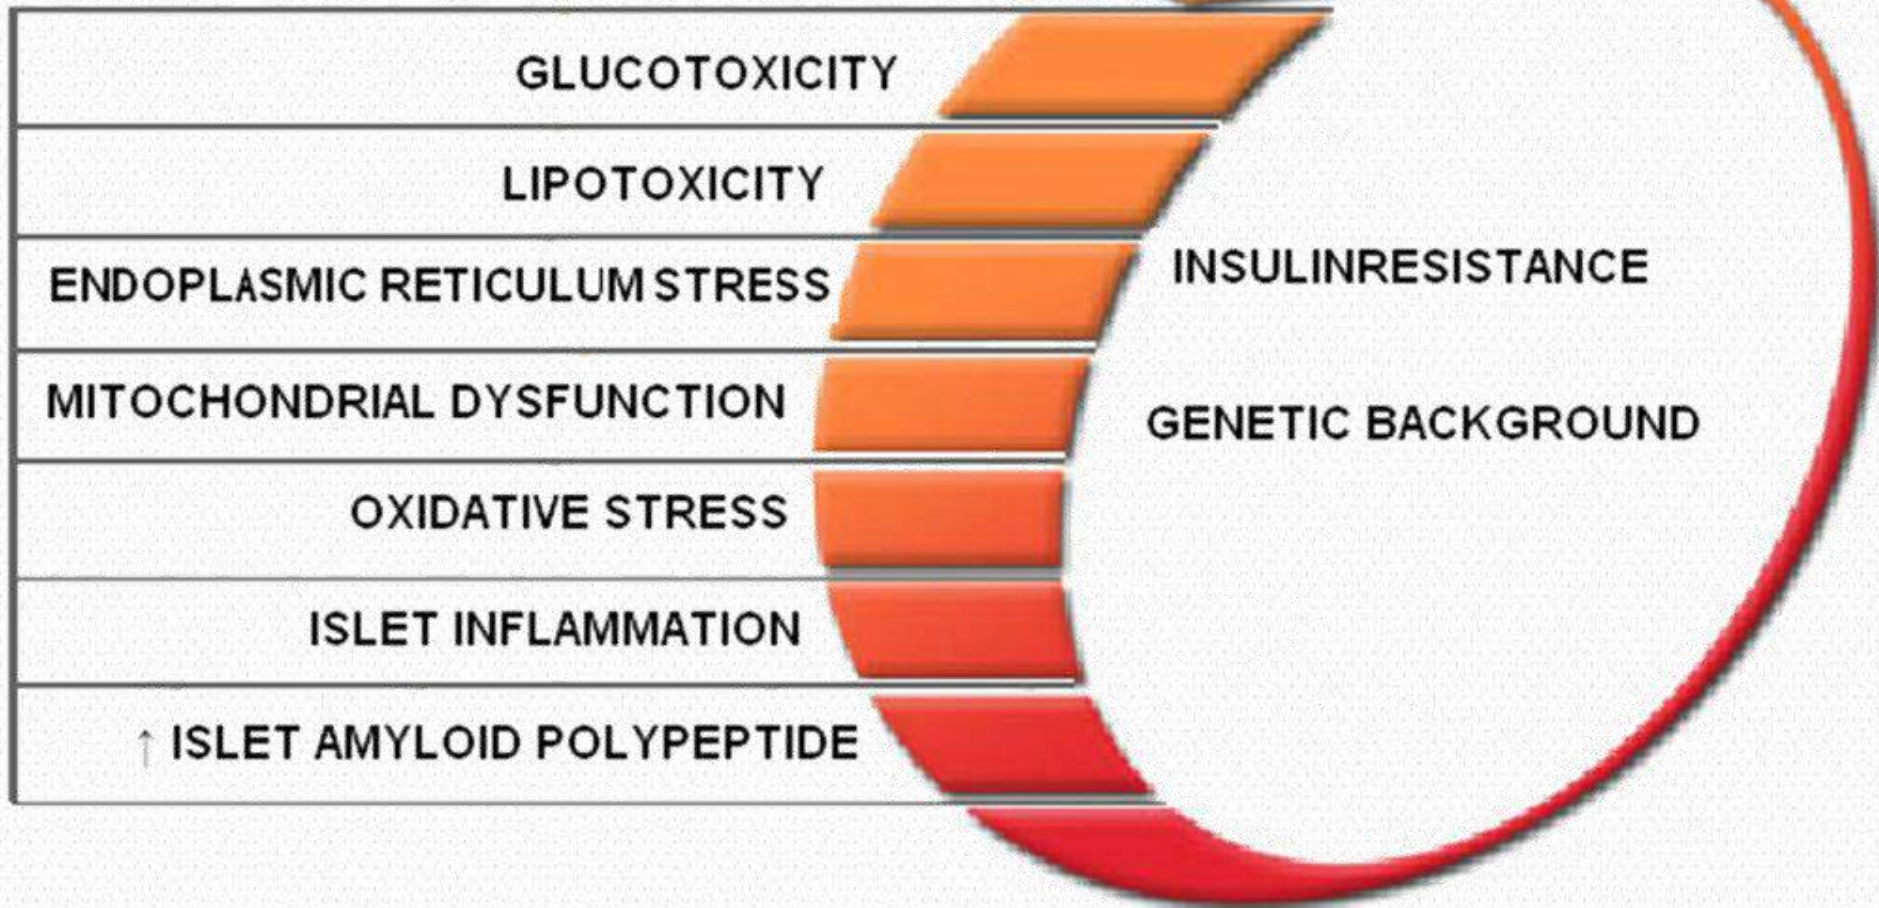 GLUCOTOXICITY
LIPOTOXICITY
ENDOPLASMIC RETICULUM STRESS
MITOCHONDRIAL DYSFUNCTION
OXIDATIVE STRESS
ISLET INFLAMMATION
↑ ISLET AMYLOID POLYPEPTIDE
INSULINRESISTANCE
GENETIC BACKGROUND